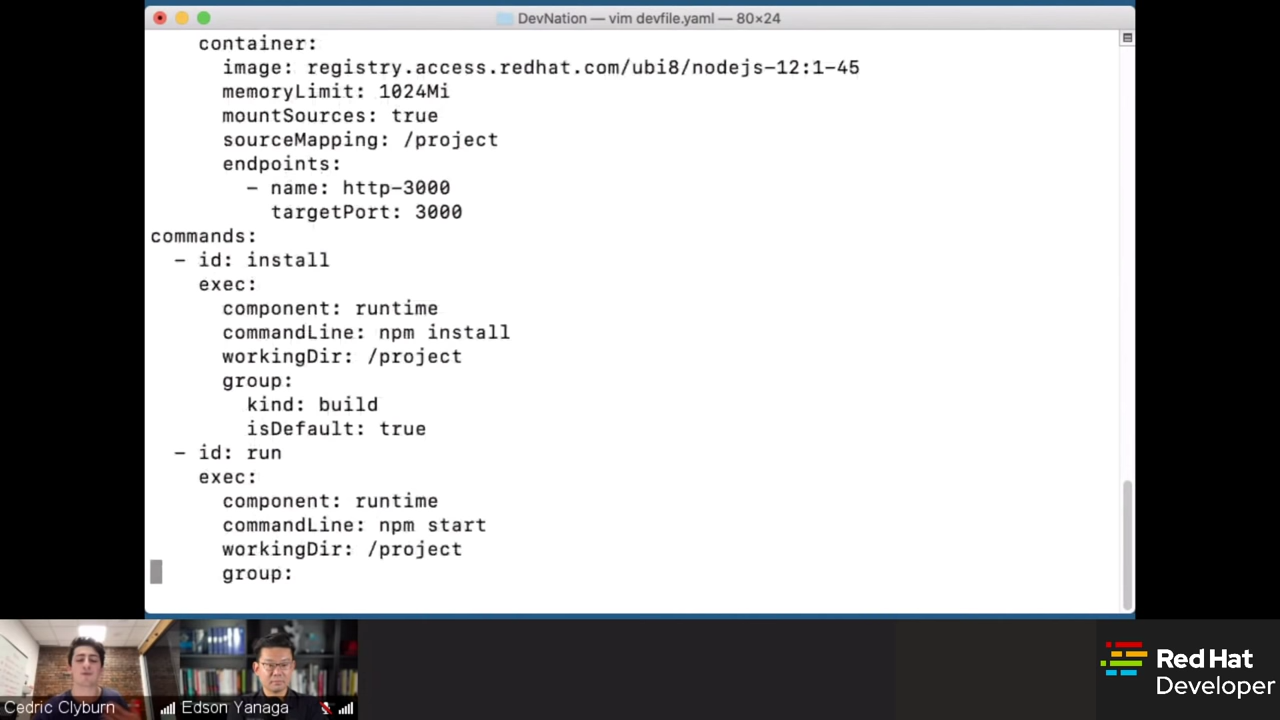 DevNation — vim devfile.yaml — 80×24
container:
image: registry.access.redhat.com/ubi8/nodejs-12:1-45
memoryLimit: 1024Mi
mountSources: true
sourceMapping: /project
endpoints:
- name: http-3000
targetPort: 3000
commands:
- id: install
exec:
component: runtime
commandLine: npm install
workingDir: /project
group:
kind: build
isDefault: true
- id: run
exec:
component: runtime
commandLine: npm start
workingDir: /project
group:
Cedric Clyburn
Edson Yanaga
Red Hat
Developer